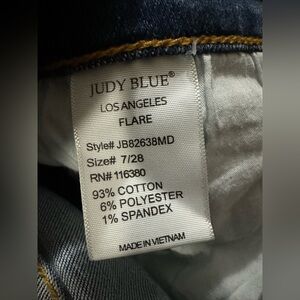 JUDY BLUE®
LOS ANGELES
FLARE
Style# JB82638MD
Size# 7/28
RN# 116380
93% COTTON
6% POLYESTER
1% SPANDEX
MADE IN VIETNAM